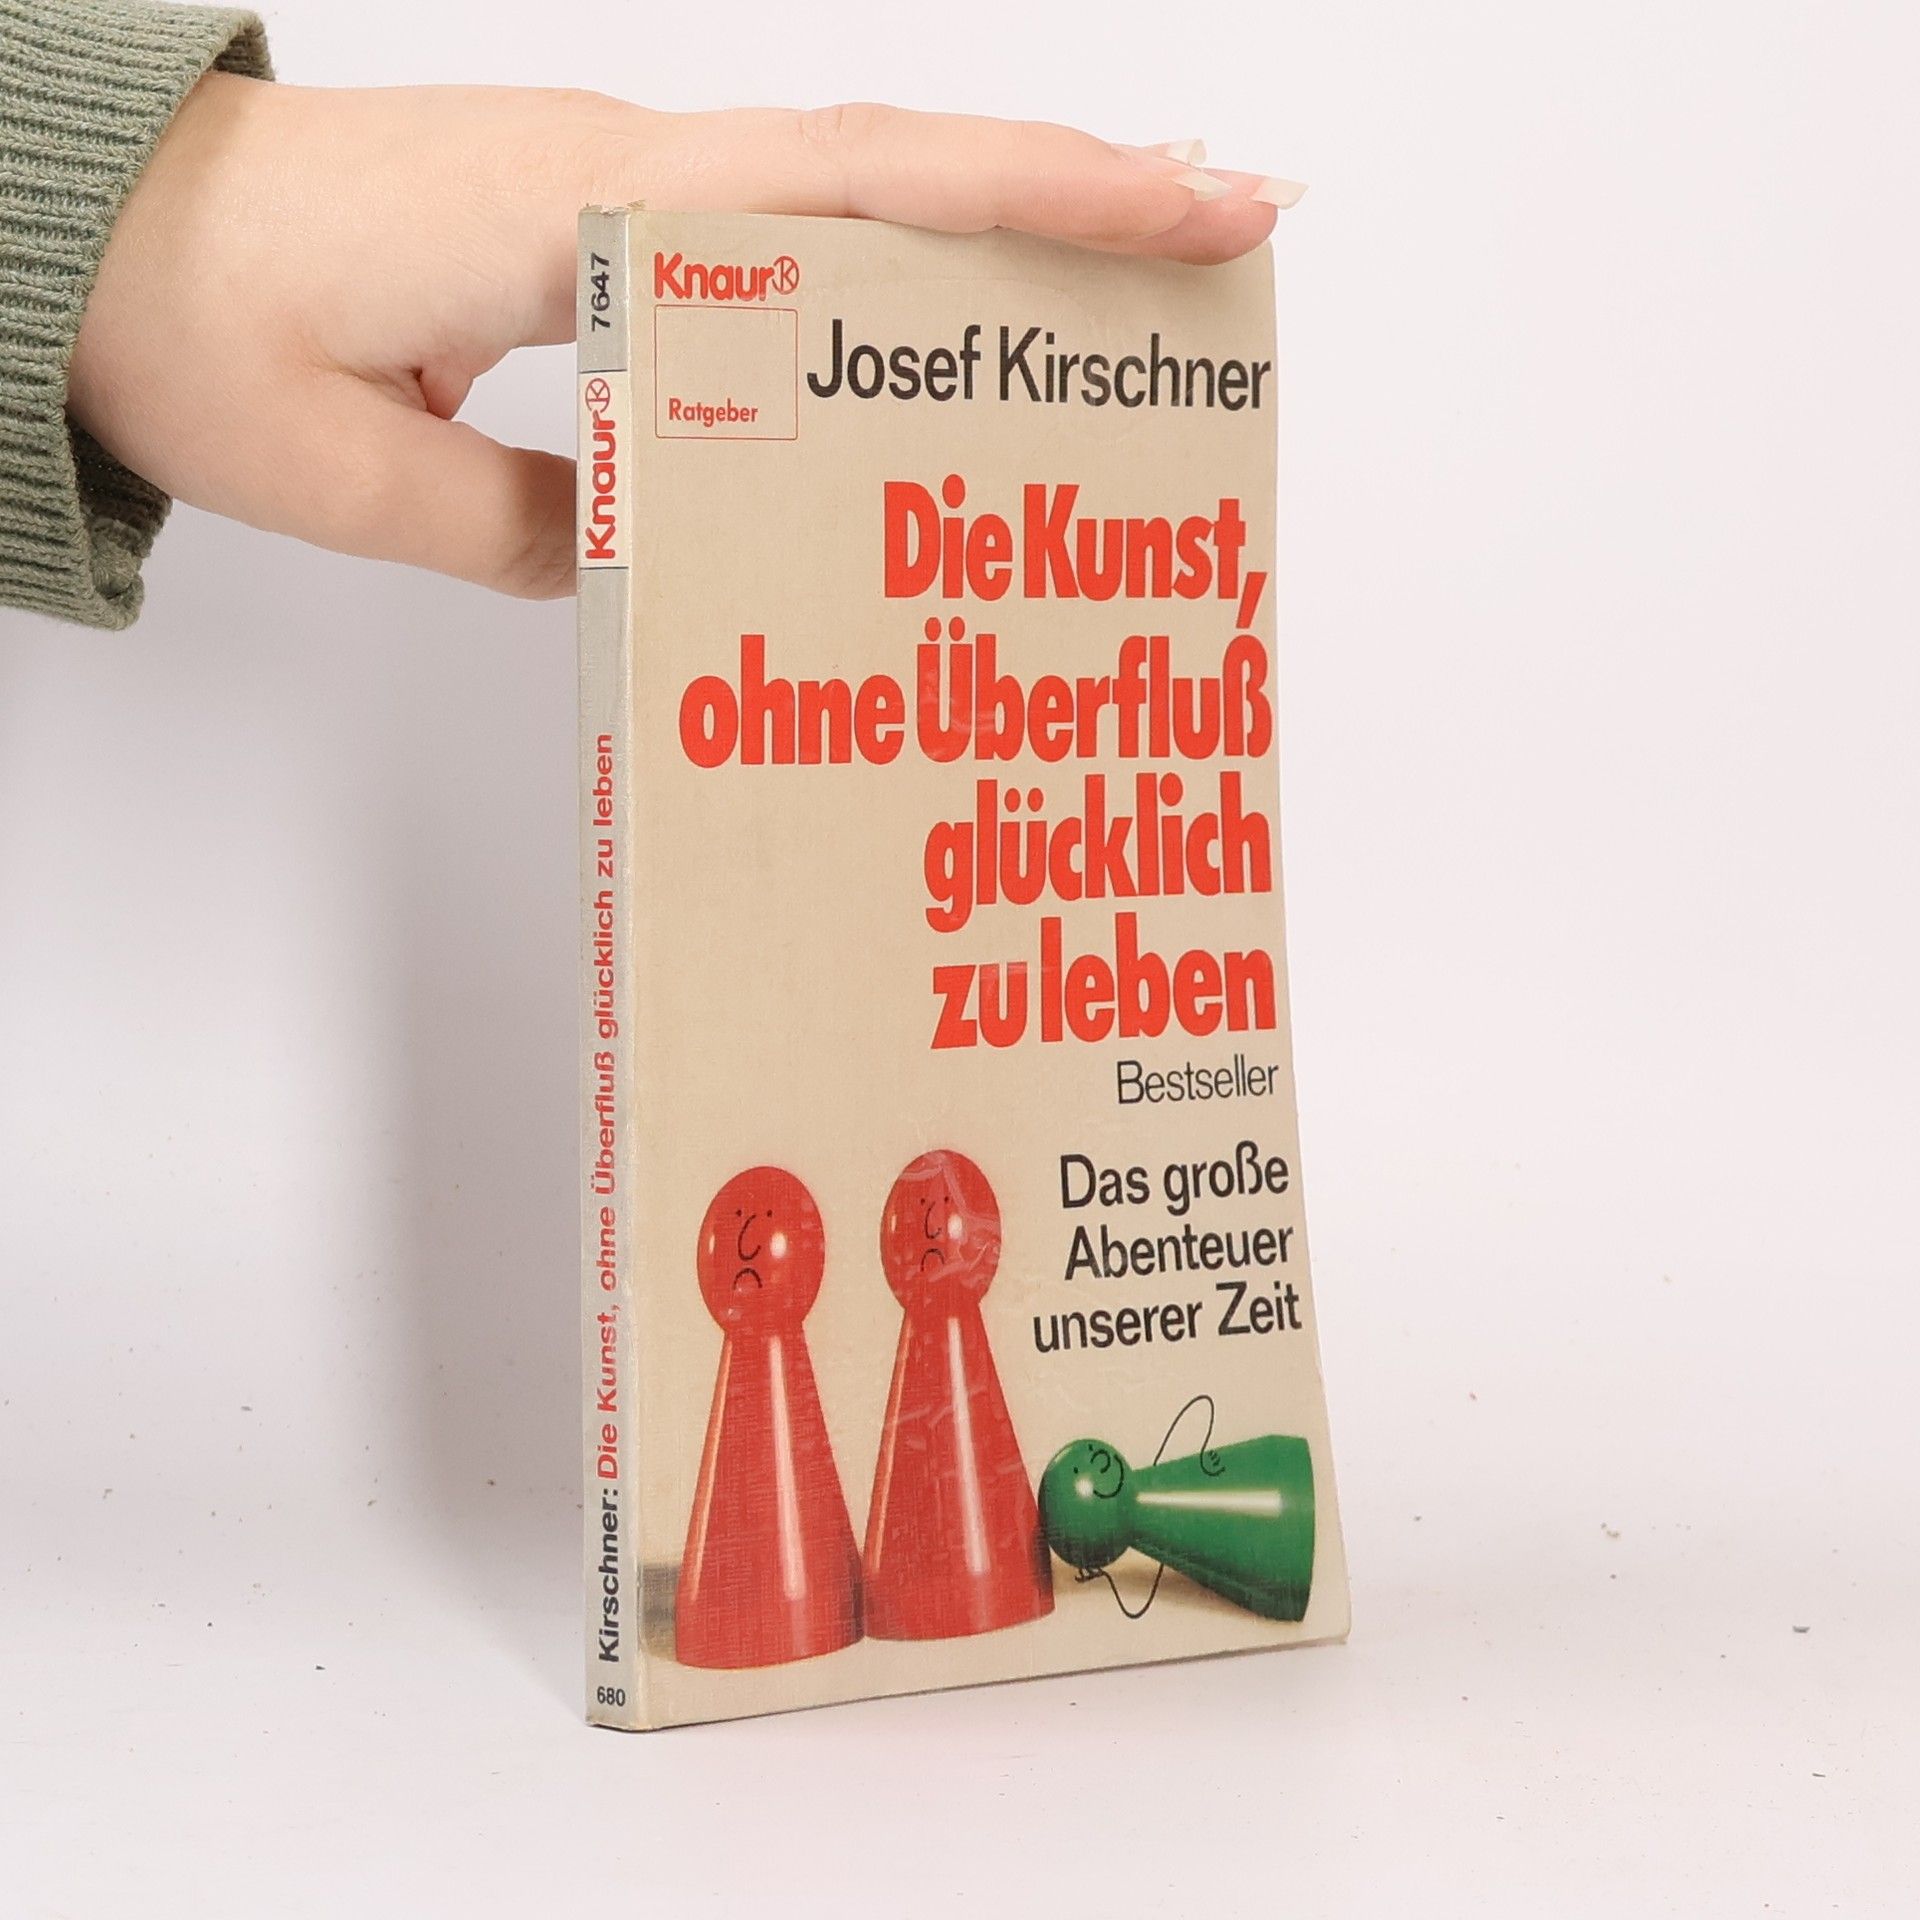 7647
Knaur
Kirschner: Die Kunst, ohne Überfluß glücklich zu leben
680
Knaur
Ratgeber
Josef Kirschner
Die Kunst,
ohne Überfluß
glücklich
zu leben
Bestseller
Das große
Abenteuer
unserer Zeit